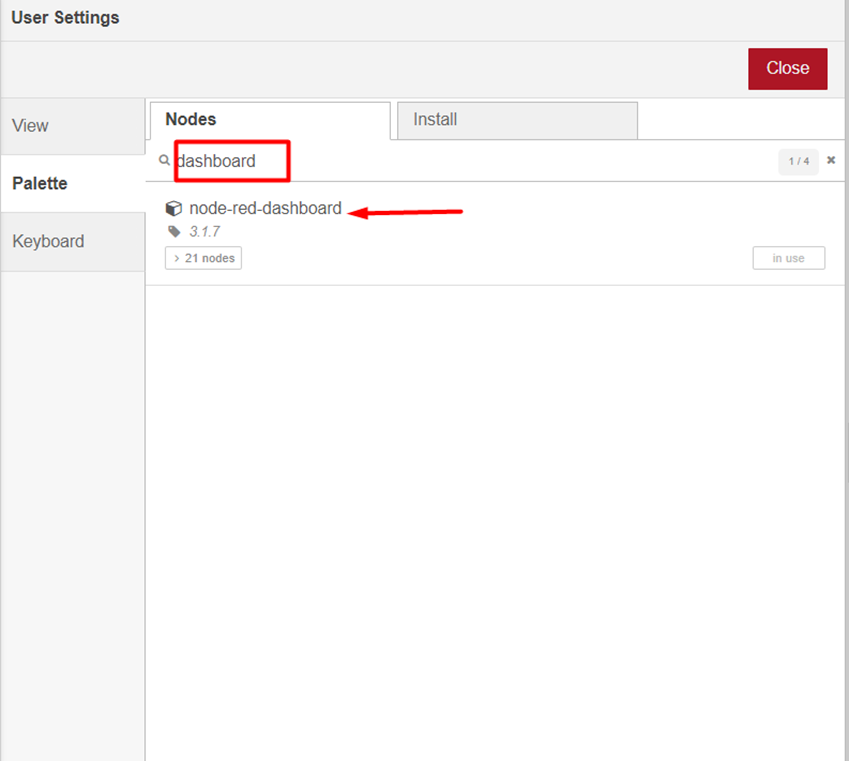 User Settings
Close
View
Palette
Keyboard
Nodes
Install
dashboard
1 / 4
node-red-dashboard
3.1.7
21 nodes
in use